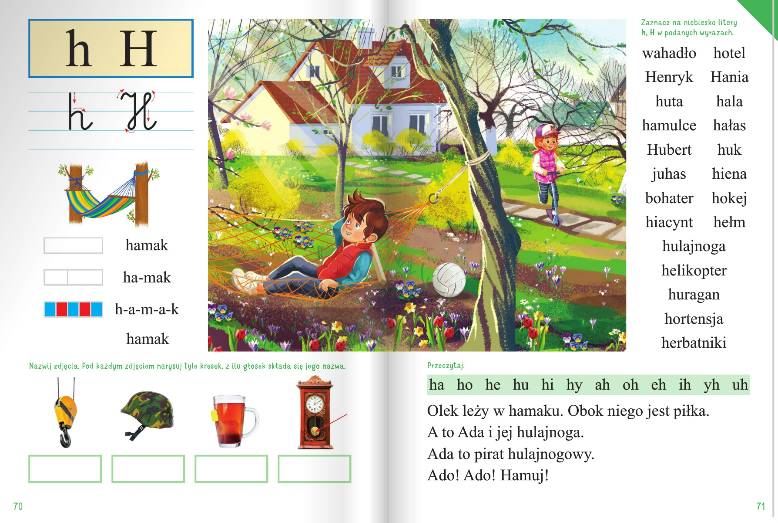 h H
h H
hamak
ha-mak
h-a-m-a-k
hamak
Nazwij zdjęcia. Pod każdym zdjęciem narysuj tyle kresek, z ilu głosek składa się jego nazwa.
70
Zaznacz na niebiesko litery
h, H w podanych wyrazach.
wahadło hotel
Henryk Hania
huta hala
hamulce hałas
Hubert huk
juhas hiena
bohater hokej
hiacynt hełm
hulajnoga
helikopter
huragan
hortensja
herbatniki
Przeczytaj.
ha ho he hu hi hy ah oh eh ih yh uh
Olek leży w hamaku. Obok niego jest piłka.
A to Ada i jej hulajnoga.
Ada to pirat hulajnogowy.
Ado! Ado! Hamuj!
71